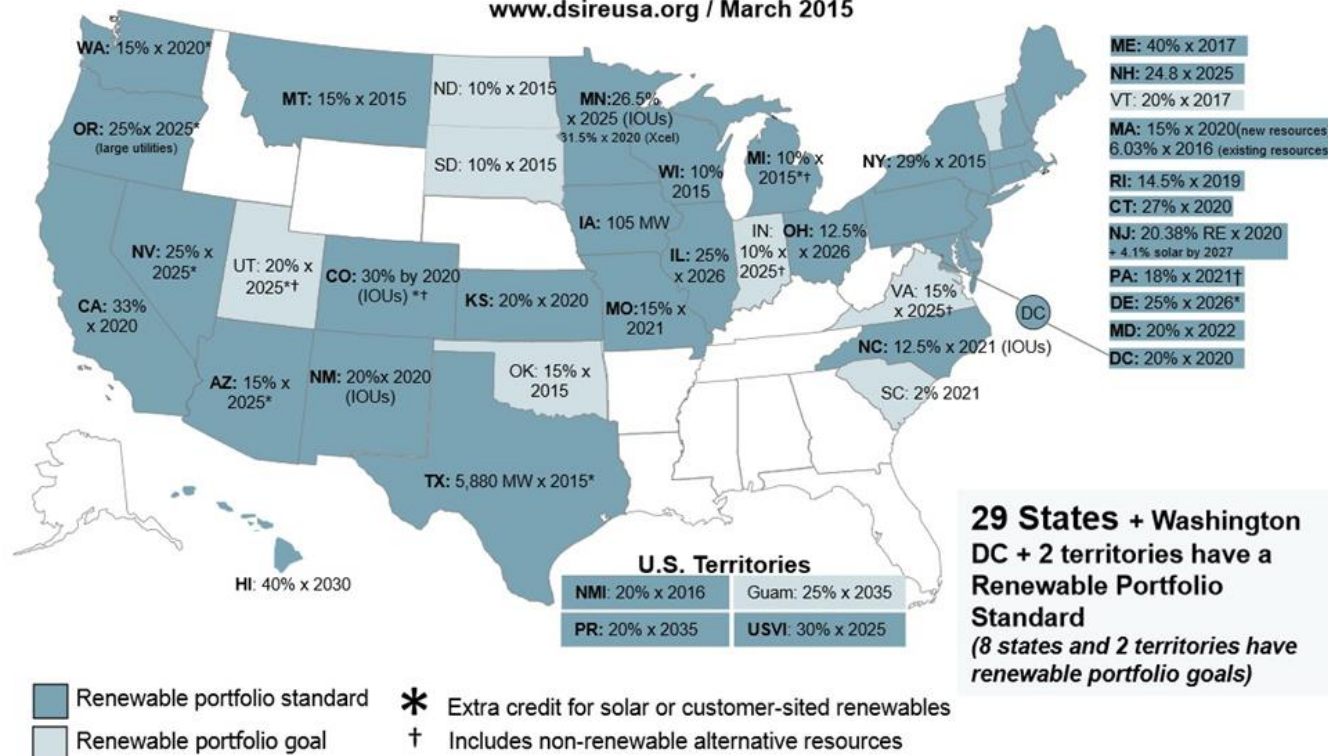 www.dsireusa.org / March 2015
WA: 15% x 2020*
OR: 25%x 2025*
(large utilities)
CA: 33%
x 2020
NV: 25% x
2025*
UT: 20% x
2025*†
AZ: 15% x
2025*
MT: 15% x 2015
ND: 10% x 2015
SD: 10% x 2015
CO: 30% by 2020
(IOUs) *†
NM: 20%x 2020
(IOUs)
KS: 20% x 2020
OK: 15% x
2015
TX: 5,880 MW x 2015*
MN:26.5%
x 2025 (IOUs)
31.5% x 2020 (Xcel)
IA: 105 MW
MO:15% x
2021
WI: 10%
2015
IL: 25%
x 2026
MI: 10% x
2015*†
IN:
10% x
2025†
OH: 12.5%
x 2026
NY: 29% x 2015
VA: 15%
x 2025†
NC: 12.5% x 2021 (IOUs)
SC: 2% 2021
DC
ME: 40% x 2017
NH: 24.8 x 2025
VT: 20% x 2017
MA: 15% x 2020(new resources
6.03% x 2016 (existing resources
RI: 14.5% x 2019
CT: 27% x 2020
NJ: 20.38% RE x 2020
+ 4.1% solar by 2027
PA: 18% x 2021†
DE: 25% x 2026*
MD: 20% x 2022
DC: 20% x 2020
HI: 40% x 2030
U.S. Territories
NMI: 20% x 2016
Guam: 25% x 2035
PR: 20% x 2035
USVI: 30% x 2025
29 States + Washington
DC + 2 territories have a
Renewable Portfolio
Standard
(8 states and 2 territories have
renewable portfolio goals)
Renewable portfolio standard
Renewable portfolio goal
* Extra credit for solar or customer-sited renewables
† Includes non-renewable alternative resources